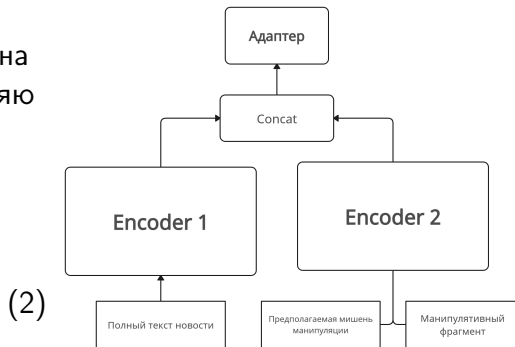 Адаптер
на
яю
Concat
Encoder 1
Encoder 2
(2)
Полный текст новости
Предполагаемая мишень
манипуляции
Манипулятивный
фрагмент